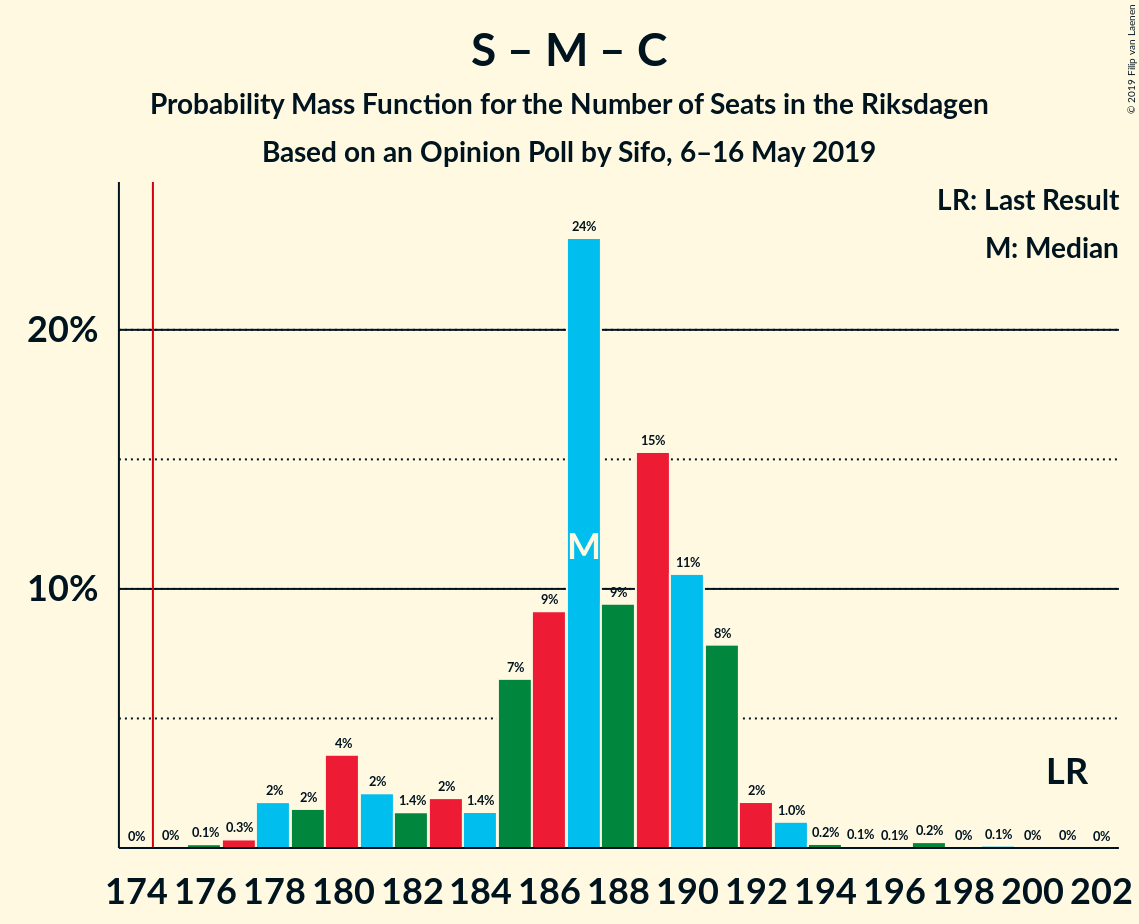 S – M – C
Probability Mass Function for the Number of Seats in the Riksdagen
Based on an Opinion Poll by Sifo, 6–16 May 2019
© 2019 Filip van Laenen
LR: Last Result
M: Median
20%
10%
0% 0% 0.1% 0.3% 2% 2% 4% 2% 1.4% 2% 1.4% 7% 9% 24% 9% 15% 11% 8% 2% 1.0% 0.2% 0.1% 0.1% 0.2% 0% 0.1% 0% 0% 0%
M
LR
174 176 178 180 182 184 186 188 190 192 194 196 198 200 202